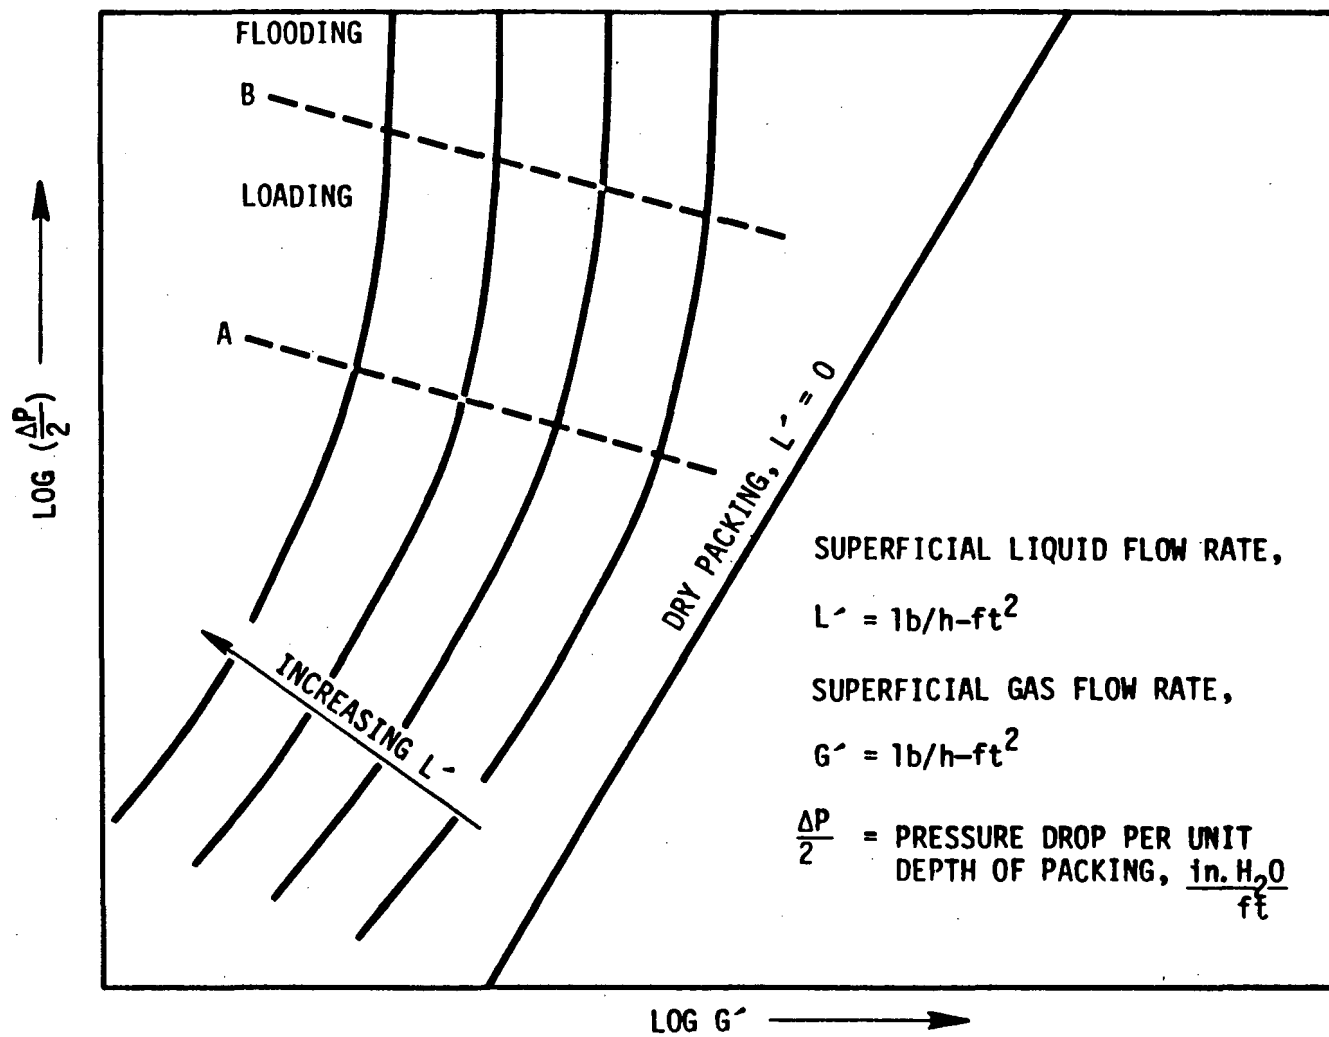 FLOODING
B
LOADING
A
LOG (ΔP/2)
DRY PACKING, L′ = 0
INCREASING L′
SUPERFICIAL LIQUID FLOW RATE,
L′ = lb/h-ft²
SUPERFICIAL GAS FLOW RATE,
G′ = lb/h-ft²
ΔP/2 = PRESSURE DROP PER UNIT
DEPTH OF PACKING, in. H₂O/ft
LOG G′